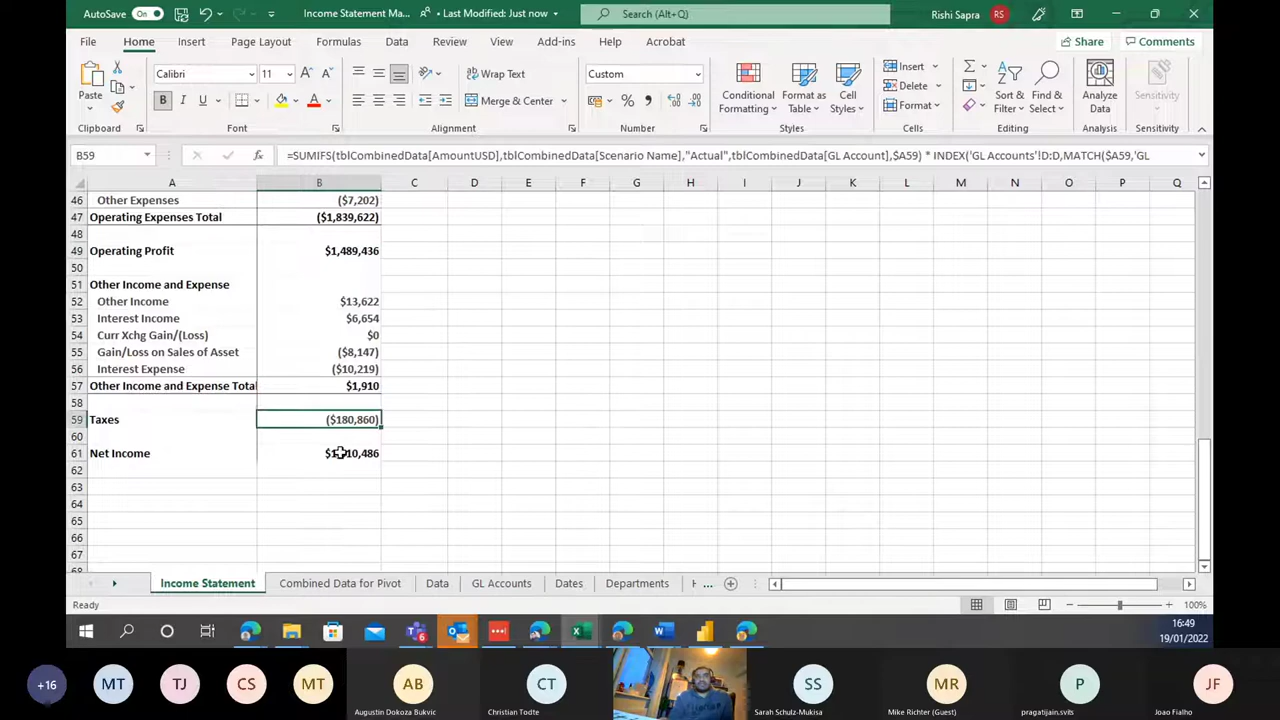 AutoSave On
Income Statement Ma... • Last Modified: Just now
Search (Alt+Q)
Rishi Sapra RS
File Home Insert Page Layout Formulas Data Review View Add-ins Help Acrobat
Share Comments
Paste
Clipboard
Calibri 11
B I U
Font
Wrap Text
Merge & Center
Alignment
Custom
Number
Conditional Formatting
Format as Table
Cell Styles
Styles
Insert
Delete
Format
Cells
Sort & Filter
Find & Select
Editing
Analyze Data
Analysis
Sensitivity
Sensitivity
B59 fx =SUMIFS(tblCombinedData[AmountUSD],tblCombinedData[Scenario Name],"Actual",tblCombinedData[GL Account],$A59) * INDEX('GL Accounts'!D:D,MATCH($A59,'GL
A B C D E F G H I J K L M N O P Q
46 Other Expenses ($7,202)
47 Operating Expenses Total ($1,839,622)
48
49 Operating Profit $1,489,436
50
51 Other Income and Expense
52 Other Income $13,622
53 Interest Income $6,654
54 Curr Xchg Gain/(Loss) $0
55 Gain/Loss on Sales of Asset ($8,147)
56 Interest Expense ($10,219)
57 Other Income and Expense Total $1,910
58
59 Taxes ($180,860)
60
61 Net Income
62
63
64
65
66
67
68
Income Statement Combined Data for Pivot Data GL Accounts Dates Departments ...
Ready
100%
16:49
19/01/2022
+16 MT TJ CS MT AB CT SS MR P JF
Augustin Dokoza Bukvic Christian Todte Sarah Schulz-Mukisa Mike Richter (Guest) pragatijain.svits Joao Fialho